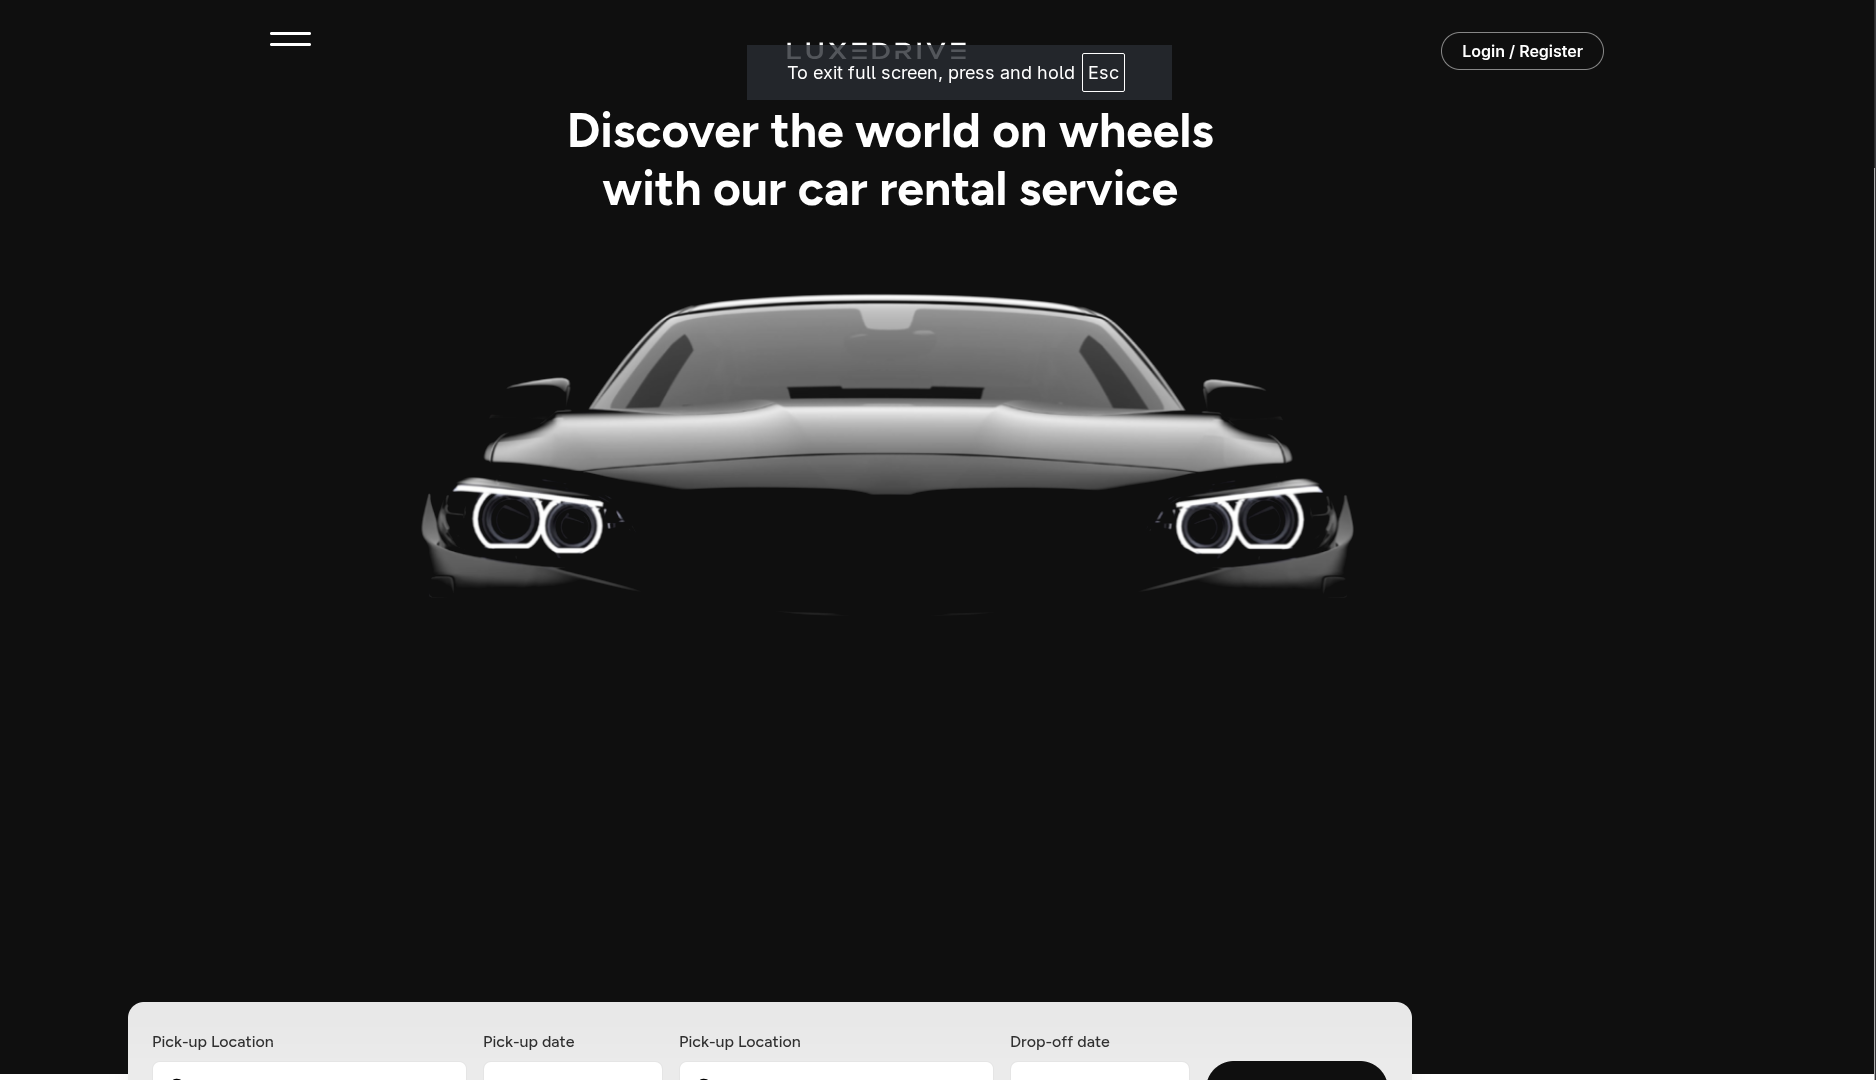 LUXEDRIVE
Login / Register
To exit full screen, press and hold Esc
Discover the world on wheels
with our car rental service
Pick-up Location
Pick-up date
Pick-up Location
Drop-off date